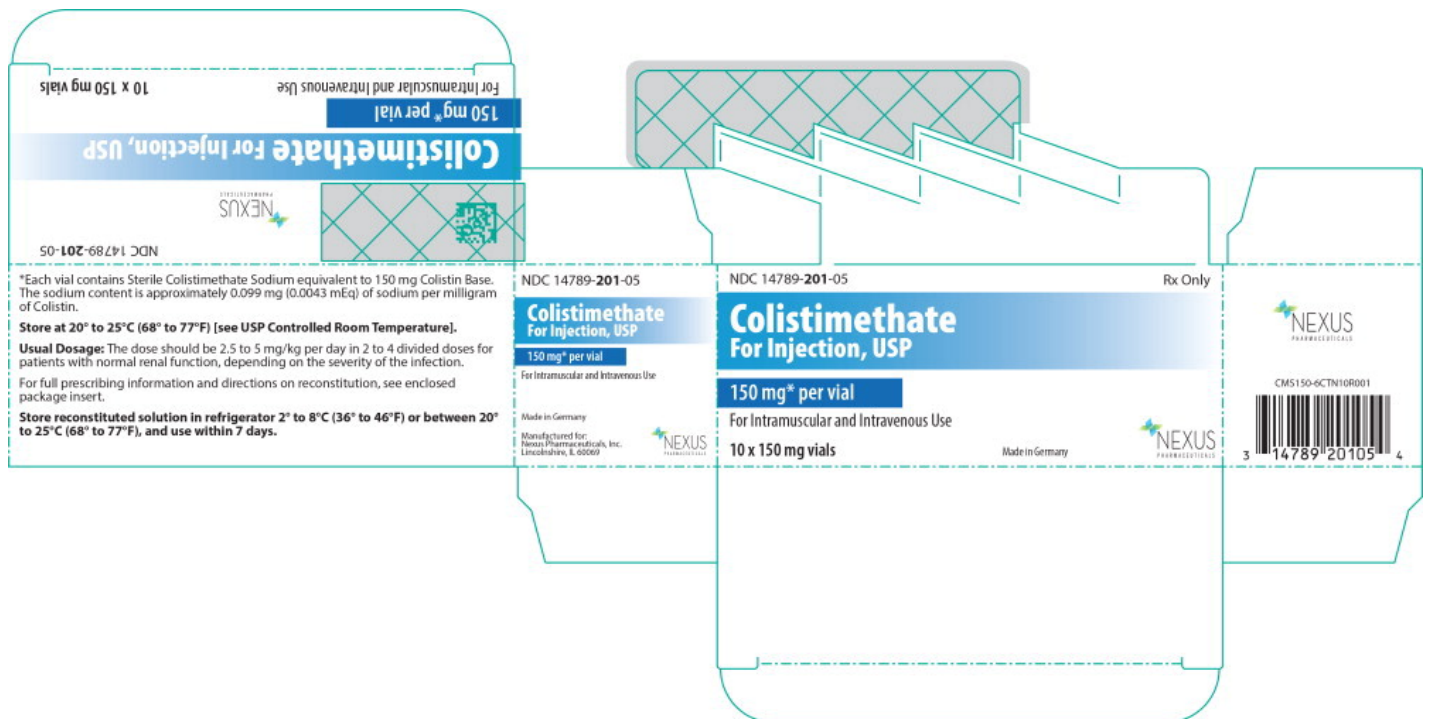 NDC 14789-201-05
NEXUS
PHARMACEUTICALS
Colistimethate For Injection, USP
150 mg* per vial
For Intramuscular and Intravenous Use
10 x 150 mg vials
*Each vial contains Sterile Colistimethate Sodium equivalent to 150 mg Colistin Base.
The sodium content is approximately 0.099 mg (0.0043 mEq) of sodium per milligram
of Colistin.
Store at 20° to 25°C (68° to 77°F) [see USP Controlled Room Temperature].
Usual Dosage: The dose should be 2.5 to 5 mg/kg per day in 2 to 4 divided doses for
patients with normal renal function, depending on the severity of the infection.
For full prescribing information and directions on reconstitution, see enclosed
package insert.
Store reconstituted solution in refrigerator 2° to 8°C (36° to 46°F) or between 20°
to 25°C (68° to 77°F), and use within 7 days.
NDC 14789-201-05
Colistimethate
For Injection, USP
150 mg* per vial
For Intramuscular and Intravenous Use
Made in Germany
Manufactured for:
Nexus Pharmaceuticals, Inc.
Lincolnshire, IL 60069
NEXUS
PHARMACEUTICALS
NDC 14789-201-05
Rx Only
Colistimethate
For Injection, USP
150 mg* per vial
For Intramuscular and Intravenous Use
10 x 150 mg vials
Made in Germany
NEXUS
PHARMACEUTICALS
NEXUS
PHARMACEUTICALS
CMS150-6CTN10R001
3 14789 20105 4